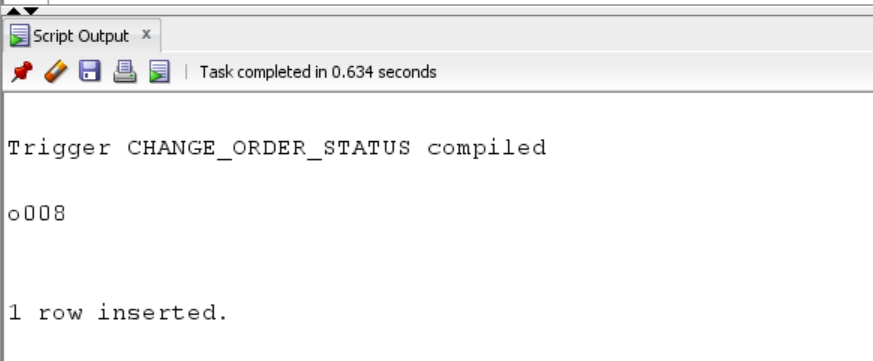 Script Output x
Task completed in 0.634 seconds
Trigger CHANGE_ORDER_STATUS compiled
o008
1 row inserted.